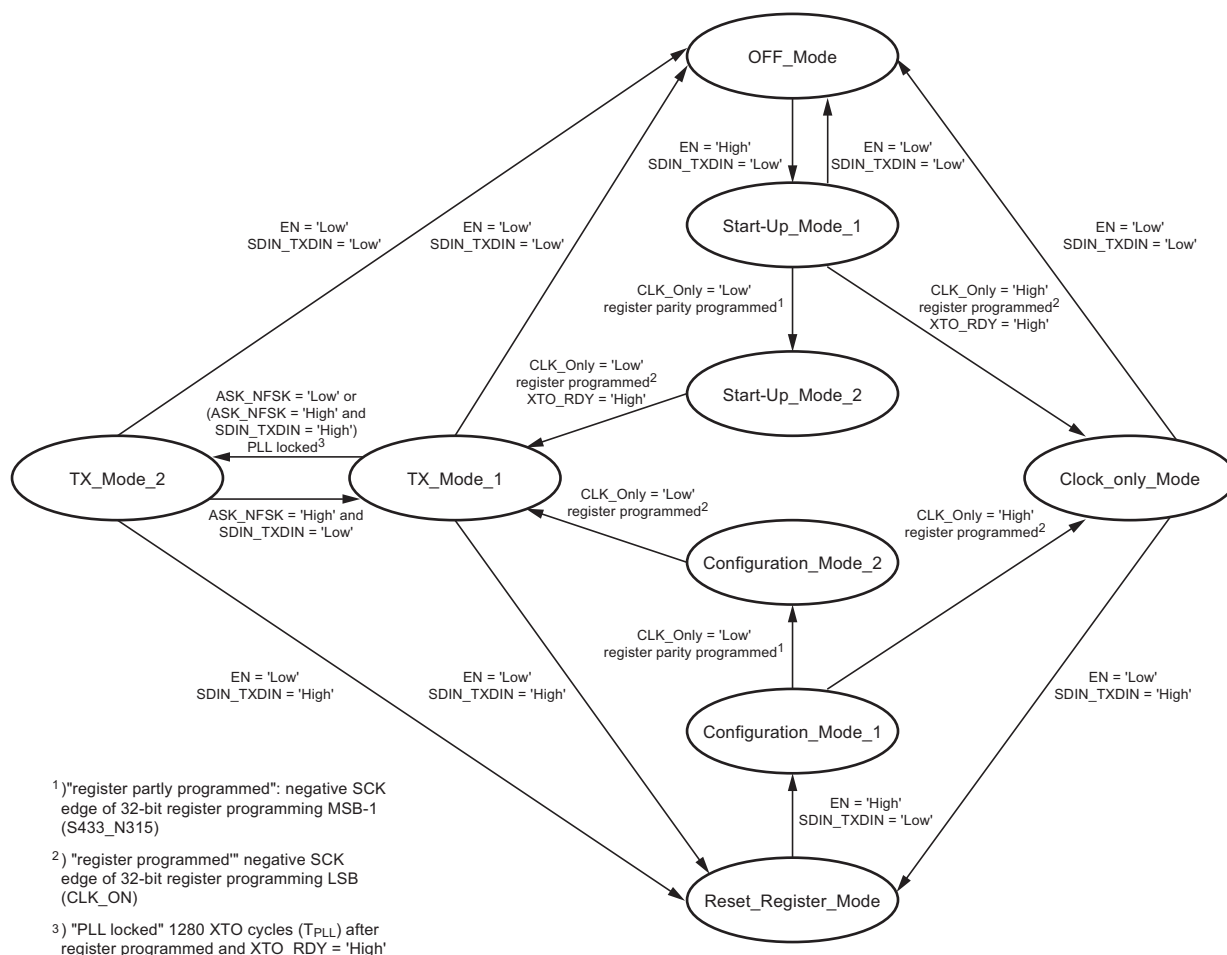 OFF_Mode
EN = 'High'
SDIN_TXDIN = 'Low'
EN = 'Low'
SDIN_TXDIN = 'Low'
Start-Up_Mode_1
EN = 'Low'
SDIN_TXDIN = 'Low'
EN = 'Low'
SDIN_TXDIN = 'Low'
EN = 'Low'
SDIN_TXDIN = 'Low'
CLK_Only = 'Low'
register parity programmed1
CLK_Only = 'High'
register programmed2
XTO_RDY = 'High'
CLK_Only = 'Low'
register programmed2
XTO_RDY = 'High'
Start-Up_Mode_2
ASK_NFSK = 'Low' or
(ASK_NFSK = 'High' and
SDIN_TXDIN = 'High')
PLL locked3
TX_Mode_2
TX_Mode_1
Clock_only_Mode
ASK_NFSK = 'High' and
SDIN_TXDIN = 'Low'
CLK_Only = 'Low'
register programmed2
CLK_Only = 'High'
register programmed2
Configuration_Mode_2
CLK_Only = 'Low'
register parity programmed1
EN = 'Low'
SDIN_TXDIN = 'High'
EN = 'Low'
SDIN_TXDIN = 'High'
EN = 'Low'
SDIN_TXDIN = 'High'
Configuration_Mode_1
EN = 'High'
SDIN_TXDIN = 'Low'
Reset_Register_Mode
1)"register partly programmed": negative SCK
edge of 32-bit register programming MSB-1
(S433_N315)
2) "register programmed'" negative SCK
edge of 32-bit register programming LSB
(CLK_ON)
3) "PLL locked" 1280 XTO cycles (TPLL) after
register programmed and XTO_RDY = 'High'